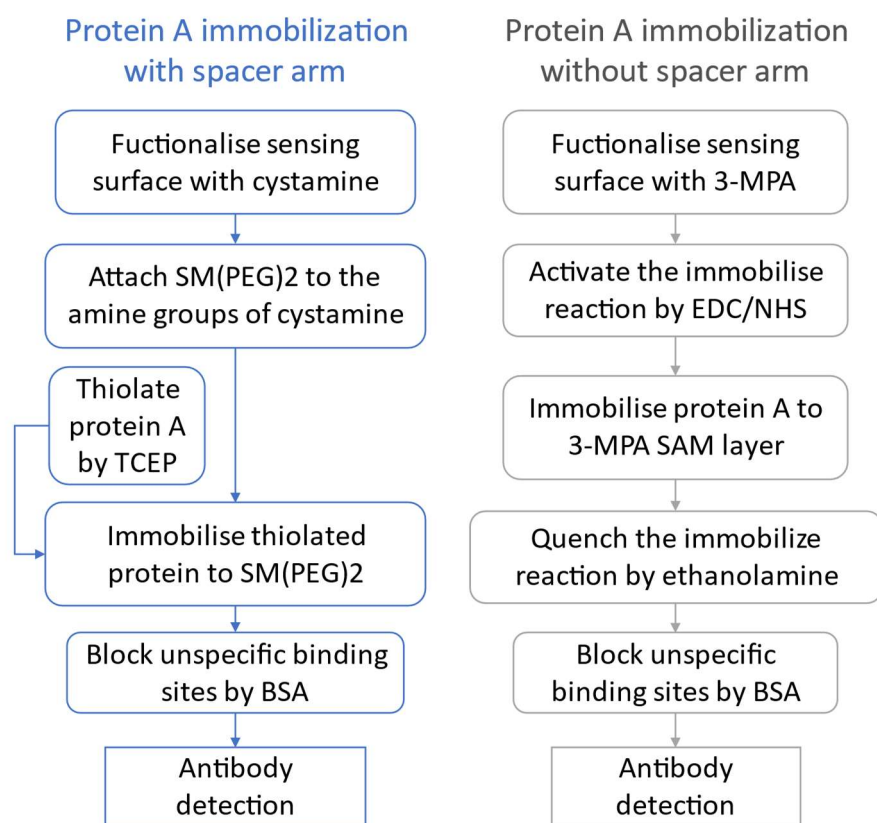 Protein A immobilization
with spacer arm
Fuctionalise sensing
surface with cystamine
Attach SM(PEG)2 to the
amine groups of cystamine
Thiolate
protein A
by TCEP
Immobilise thiolated
protein to SM(PEG)2
Block unspecific binding
sites by BSA
Antibody
detection
Protein A immobilization
without spacer arm
Fuctionalise sensing
surface with 3-MPA
Activate the immobilise
reaction by EDC/NHS
Immobilise protein A to
3-MPA SAM layer
Quench the immobilize
reaction by ethanolamine
Block unspecific
binding sites by BSA
Antibody
detection